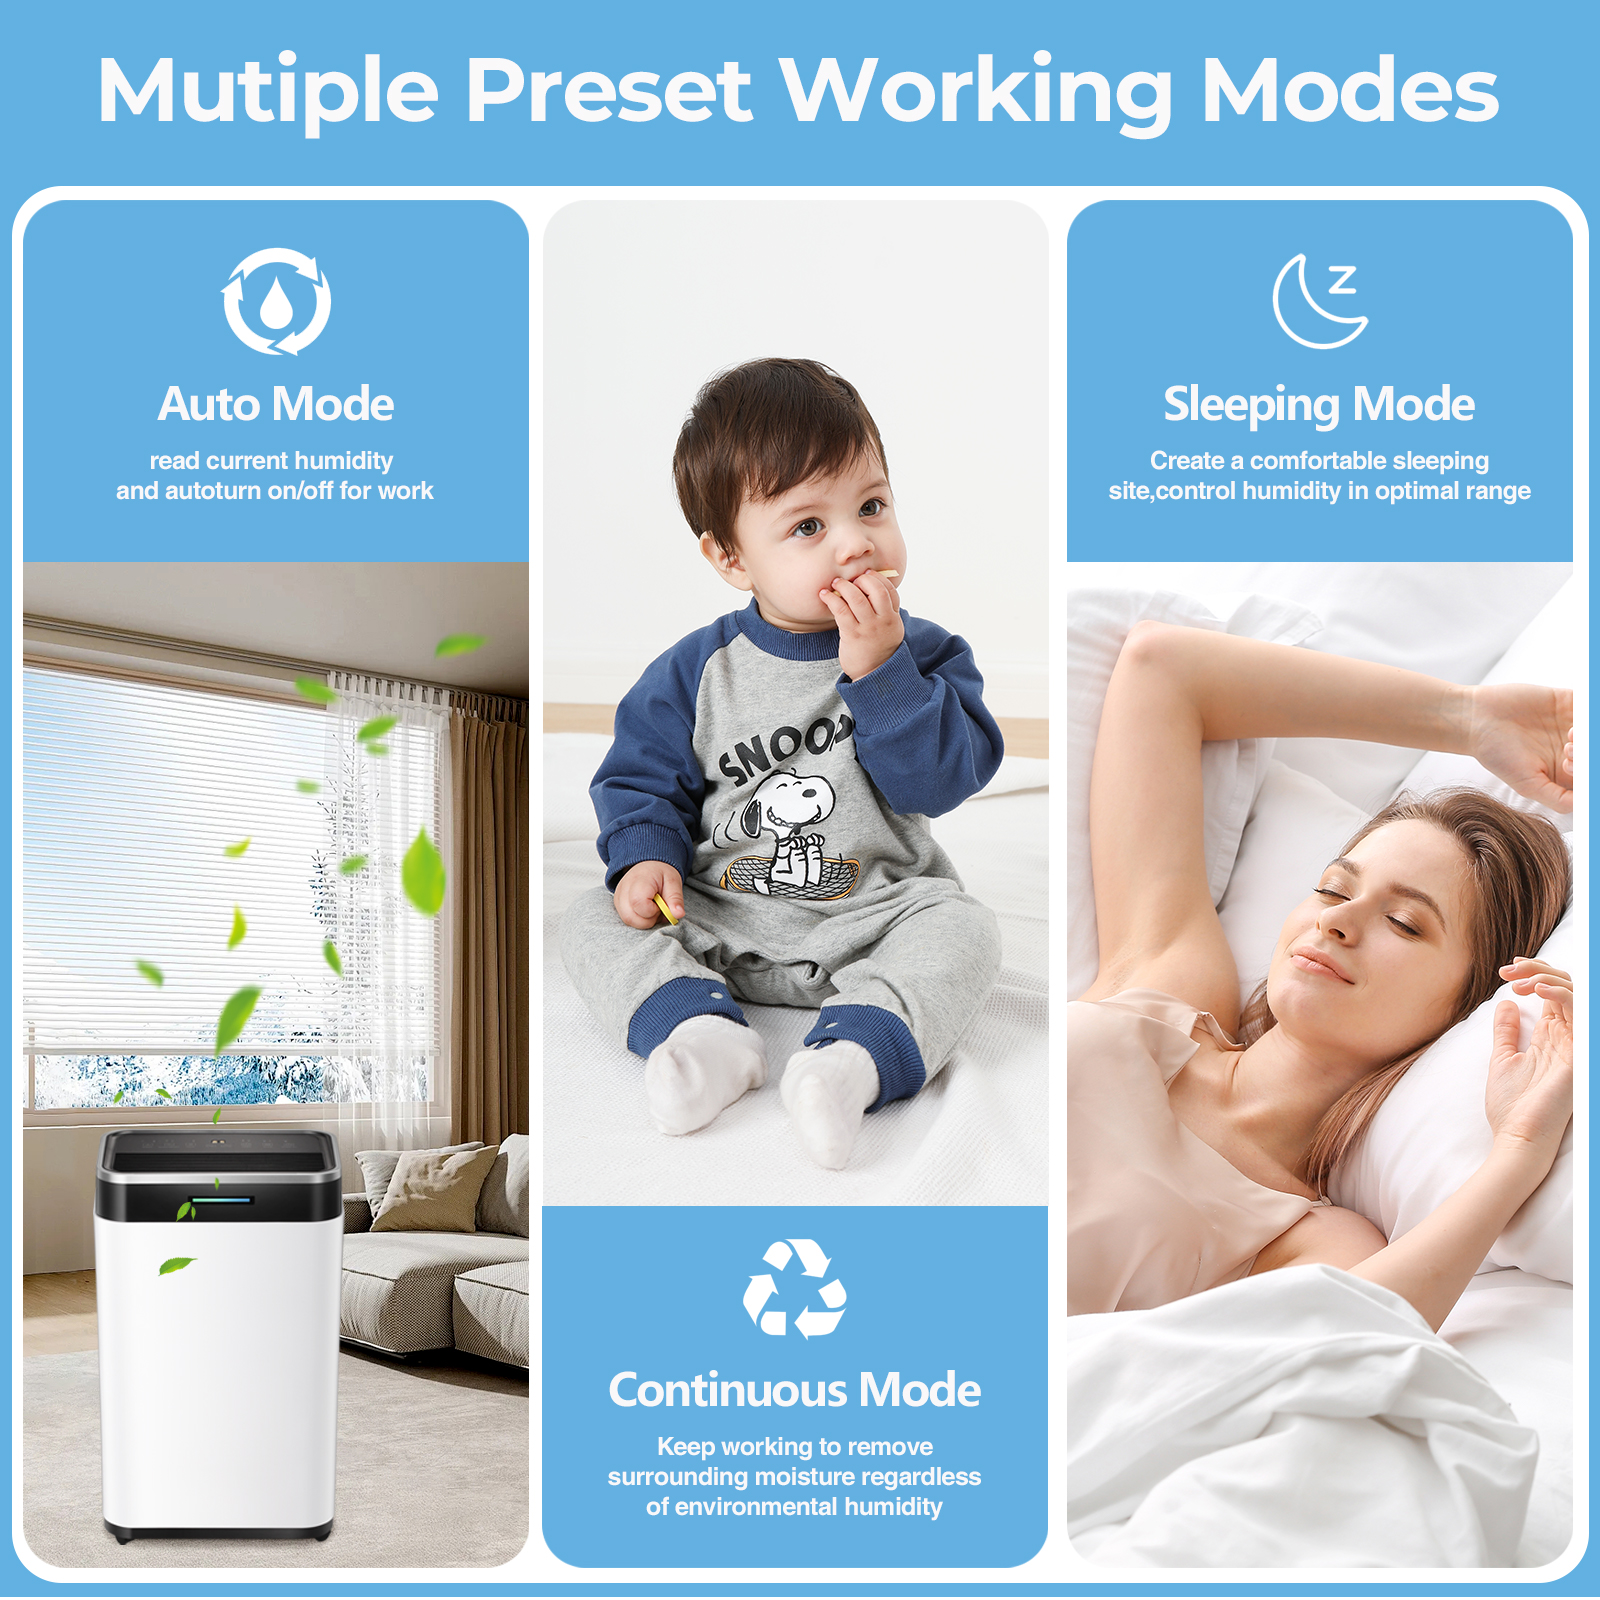 Mutiple Preset Working Modes
Auto Mode
read current humidity
and autoturn on/off for work
SNOOPY
Continuous Mode
Keep working to remove
surrounding moisture regardless
of environmental humidity
Z
Sleeping Mode
Create a comfortable sleeping
site,control humidity in optimal range